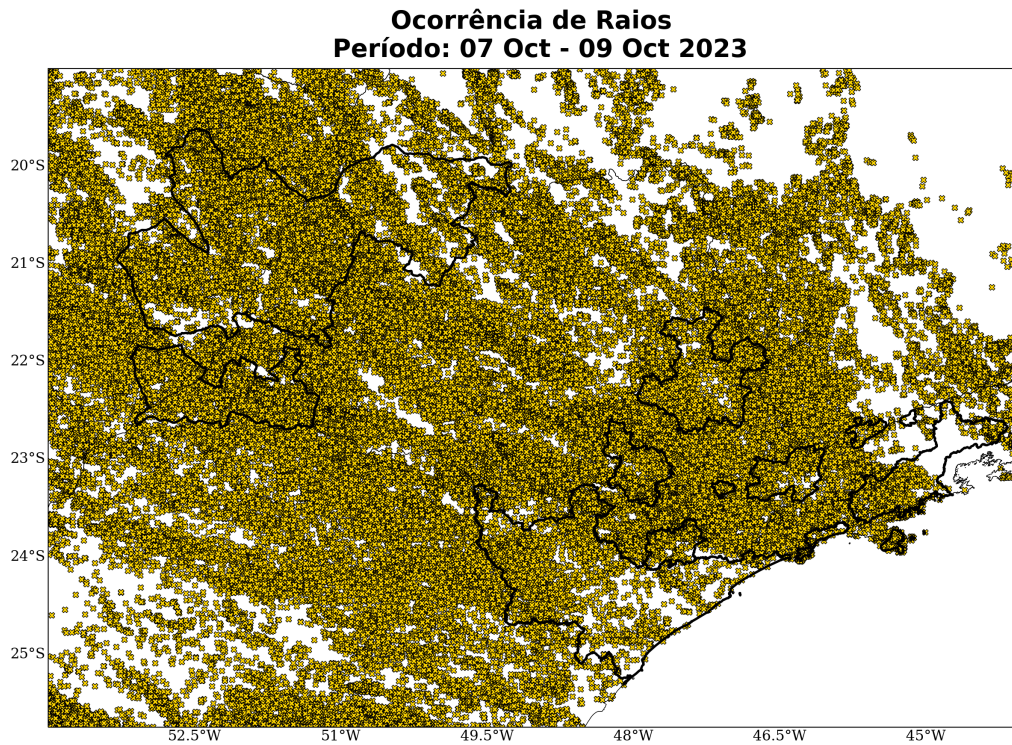 Ocorrência de Raios
Período: 07 Oct - 09 Oct 2023
20°S
21°S
22°S
23°S
24°S
25°S
52.5°W 51°W 49.5°W 48°W 46.5°W 45°W